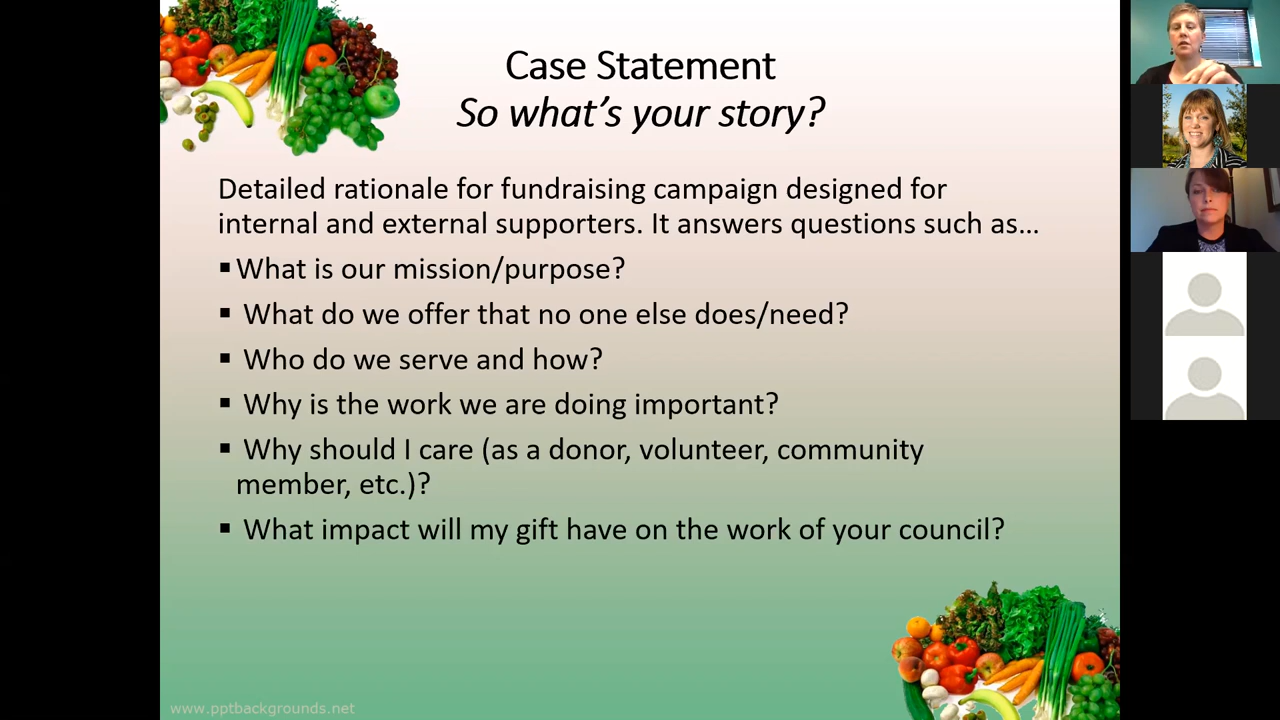 Case Statement
So what's your story?
Detailed rationale for fundraising campaign designed for
internal and external supporters. It answers questions such as…
▪What is our mission/purpose?
▪ What do we offer that no one else does/need?
▪ Who do we serve and how?
▪ Why is the work we are doing important?
▪ Why should I care (as a donor, volunteer, community
member, etc.)?
▪ What impact will my gift have on the work of your council?
www.pptbackgrounds.net